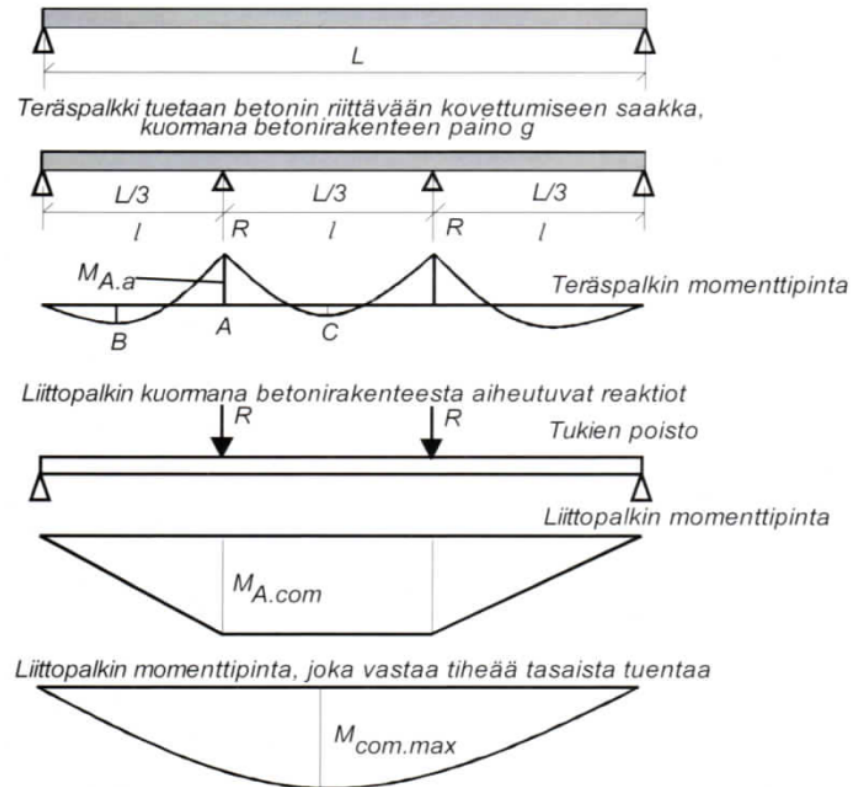 L
Teräspalkki tuetaan betonin riittävään kovettumiseen saakka,
kuormana betonirakenteen paino g
L/3 L/3 L/3
l R l R l
M_A.a
Teräspalkin momenttipinta
B A C
Liittopalkin kuormana betonirakenteesta aiheutuvat reaktiot
R R
Tukien poisto
Liittopalkin momenttipinta
M_A.com
Liittopalkin momenttipinta, joka vastaa tiheää tasaista tuentaa
M_com.max